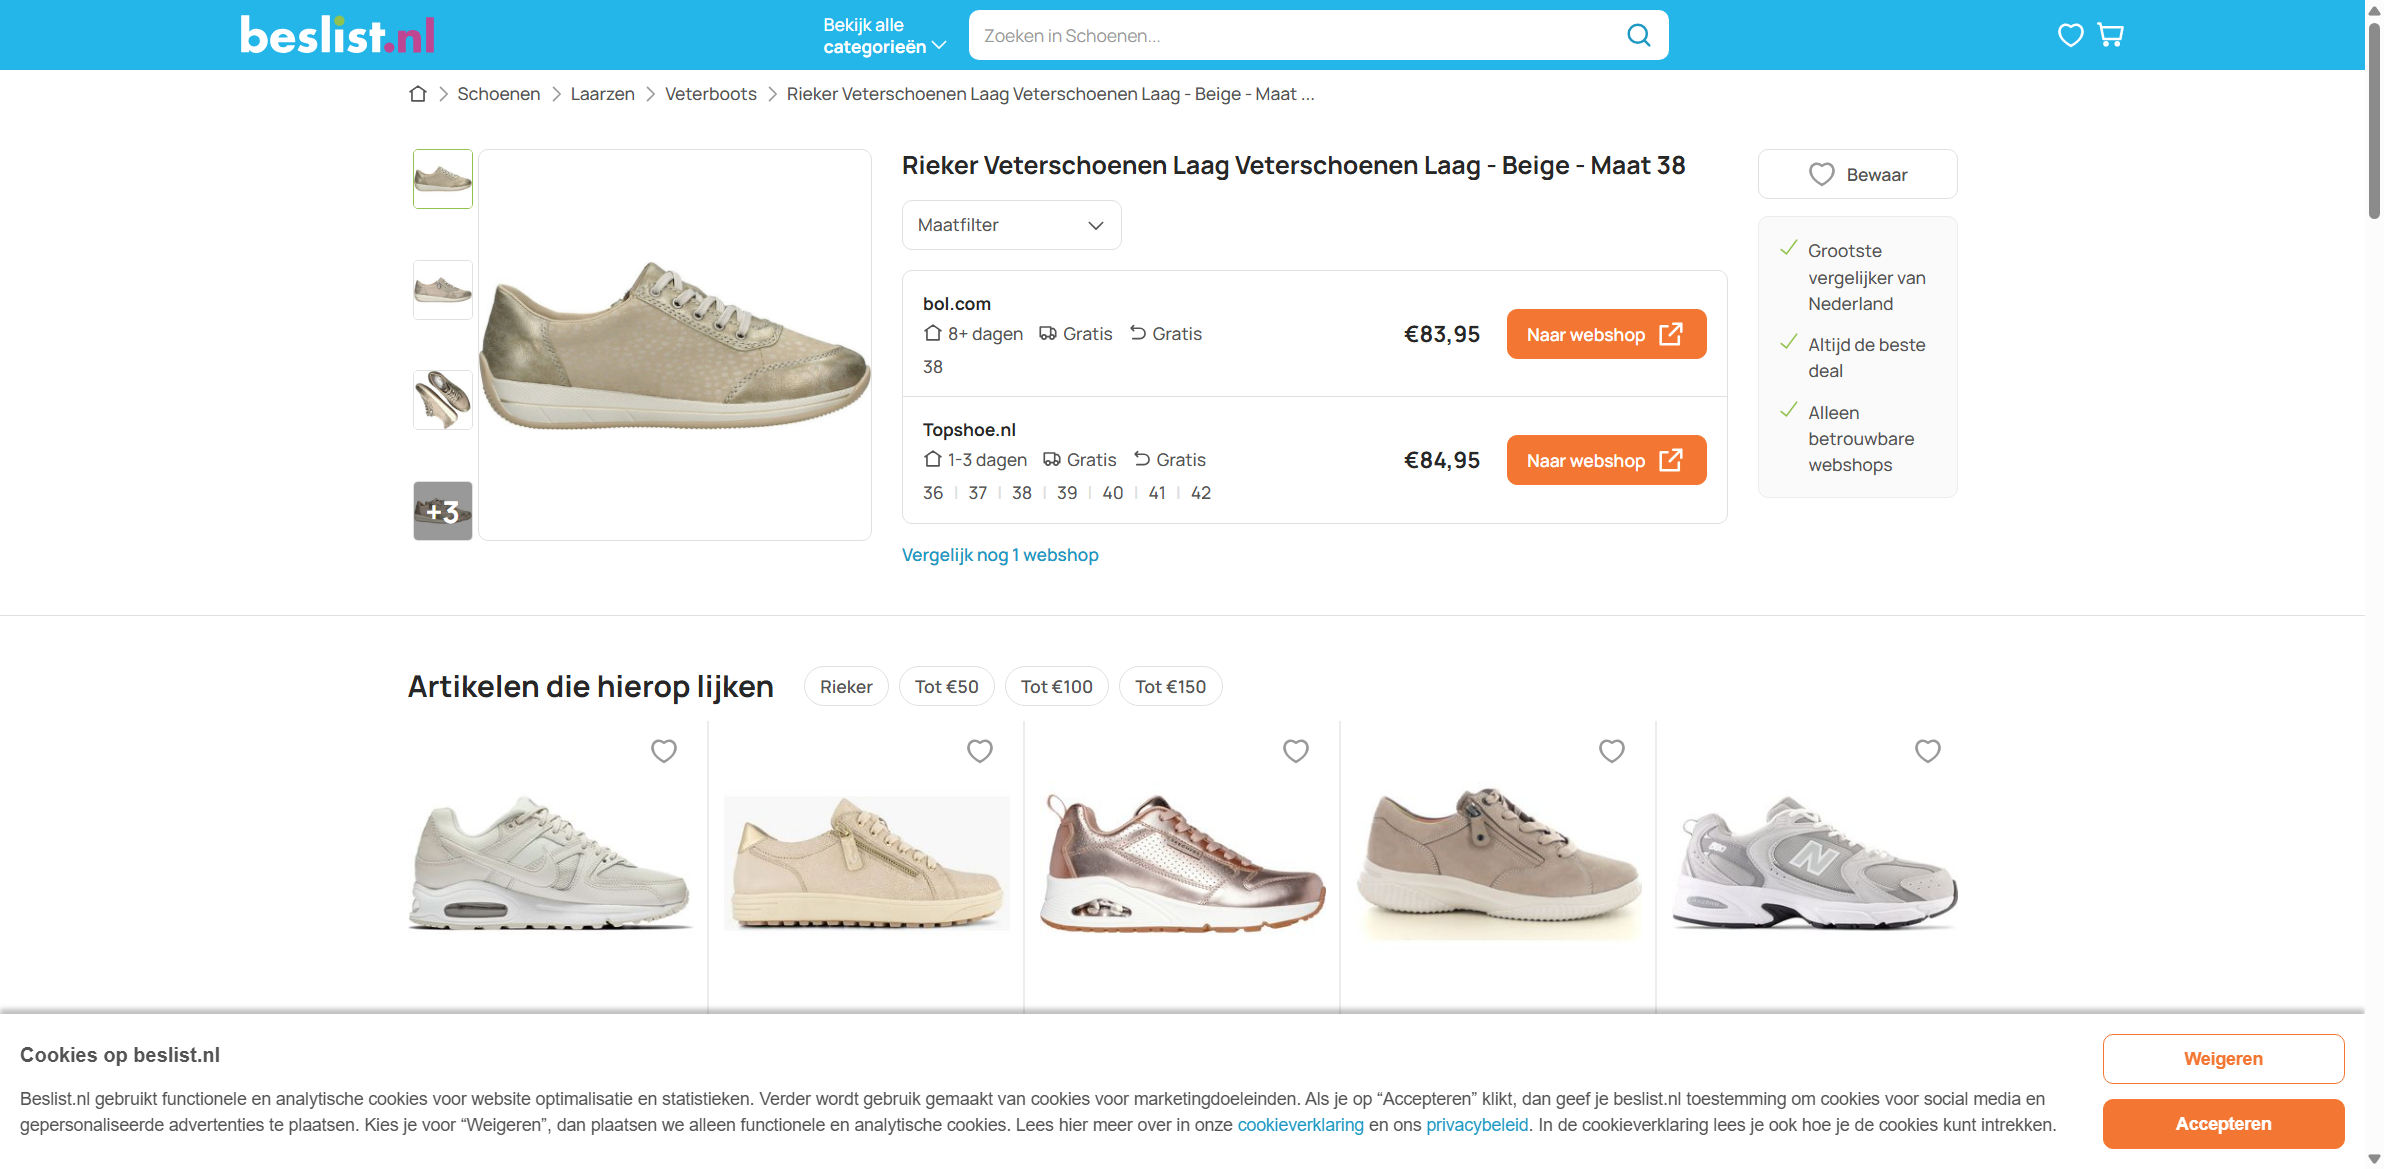 beslist.nl
Bekijk alle
categorieën
Zoeken in Schoenen...
Schoenen
Laarzen
Veterboots
Rieker Veterschoenen Laag Veterschoenen Laag - Beige - Maat ...
+3
Rieker Veterschoenen Laag Veterschoenen Laag - Beige - Maat 38
Maatfilter
bol.com
8+ dagen Gratis Gratis
38
€83,95
Naar webshop
Topshoe.nl
1-3 dagen Gratis Gratis
36 | 37 | 38 | 39 | 40 | 41 | 42
€84,95
Naar webshop
Vergelijk nog 1 webshop
Bewaar
Grootste
vergelijker van
Nederland
Altijd de beste
deal
Alleen
betrouwbare
webshops
Artikelen die hierop lijken
Rieker
Tot €50
Tot €100
Tot €150
N
Cookies op beslist.nl
Beslist.nl gebruikt functionele en analytische cookies voor website optimalisatie en statistieken. Verder wordt gebruik gemaakt van cookies voor marketingdoeleinden. Als je op “Accepteren” klikt, dan geef je beslist.nl toestemming om cookies voor social media en
gepersonaliseerde advertenties te plaatsen. Kies je voor “Weigeren”, dan plaatsen we alleen functionele en analytische cookies. Lees hier meer over in onze cookieverklaring en ons privacybeleid. In de cookieverklaring lees je ook hoe je de cookies kunt intrekken.
Weigeren
Accepteren